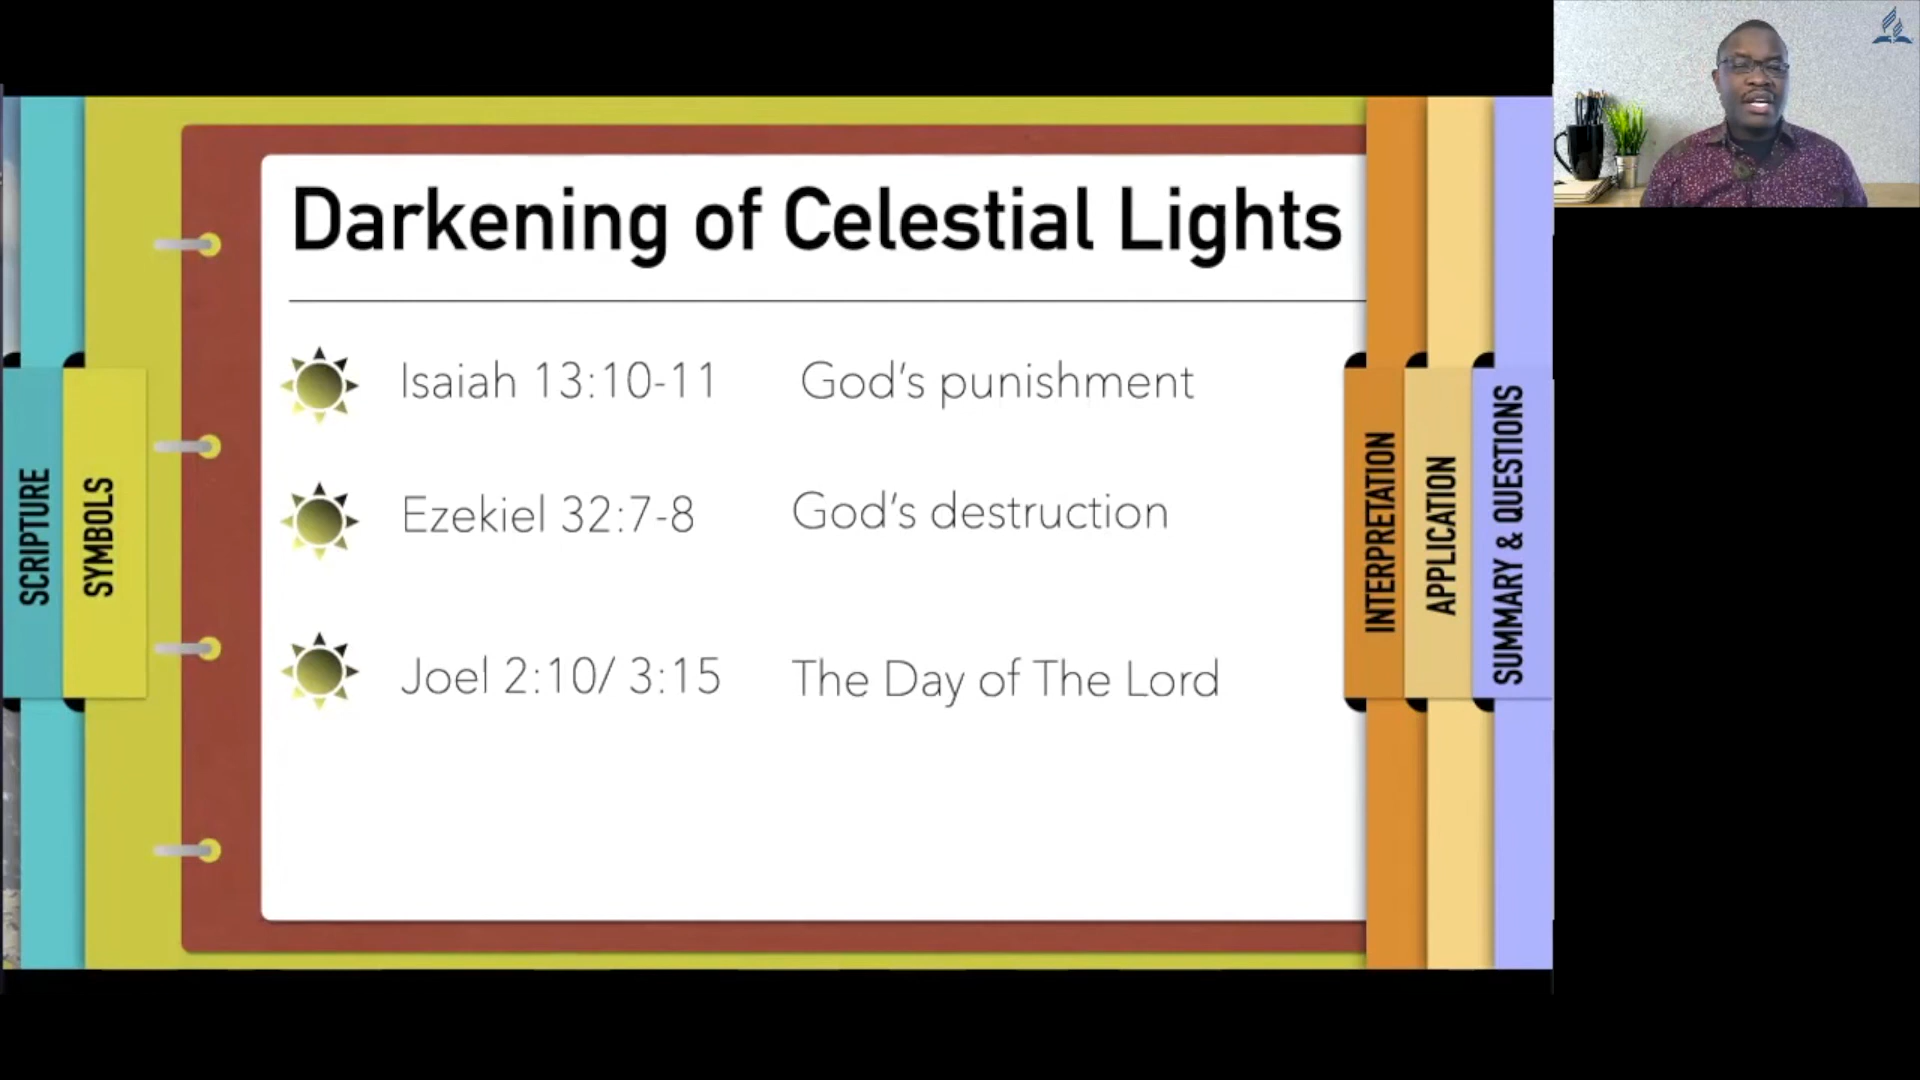 Darkening of Celestial Lights
Isaiah 13:10-11 God's punishment
Ezekiel 32:7-8 God's destruction
Joel 2:10/ 3:15 The Day of The Lord
SCRIPTURE
SYMBOLS
INTERPRETATION
APPLICATION
SUMMARY & QUESTIONS